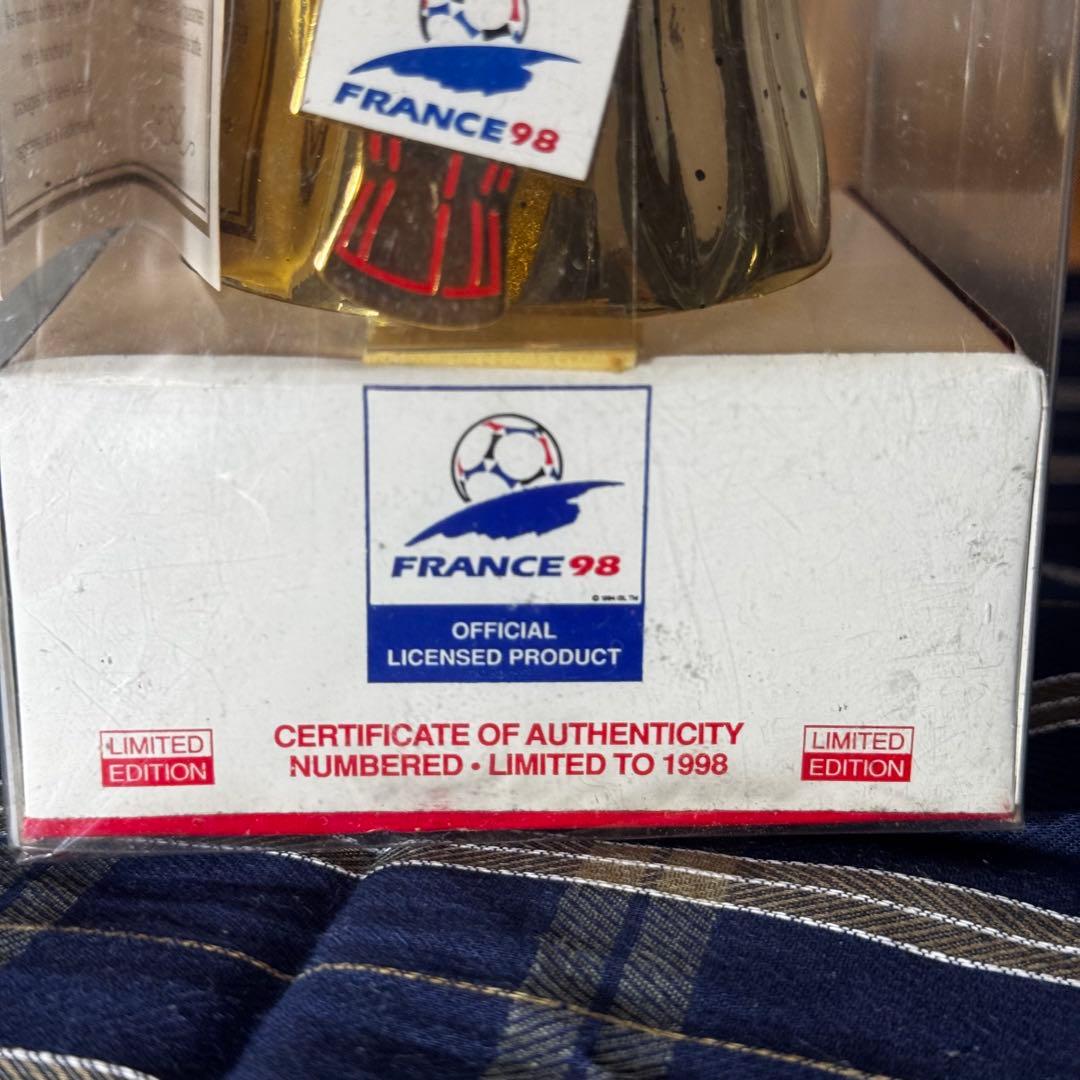 FRANCE98
FRANCE98
OFFICIAL
LICENSED PRODUCT
LIMITED
EDITION
CERTIFICATE OF AUTHENTICITY
NUMBERED • LIMITED TO 1998
LIMITED
EDITION